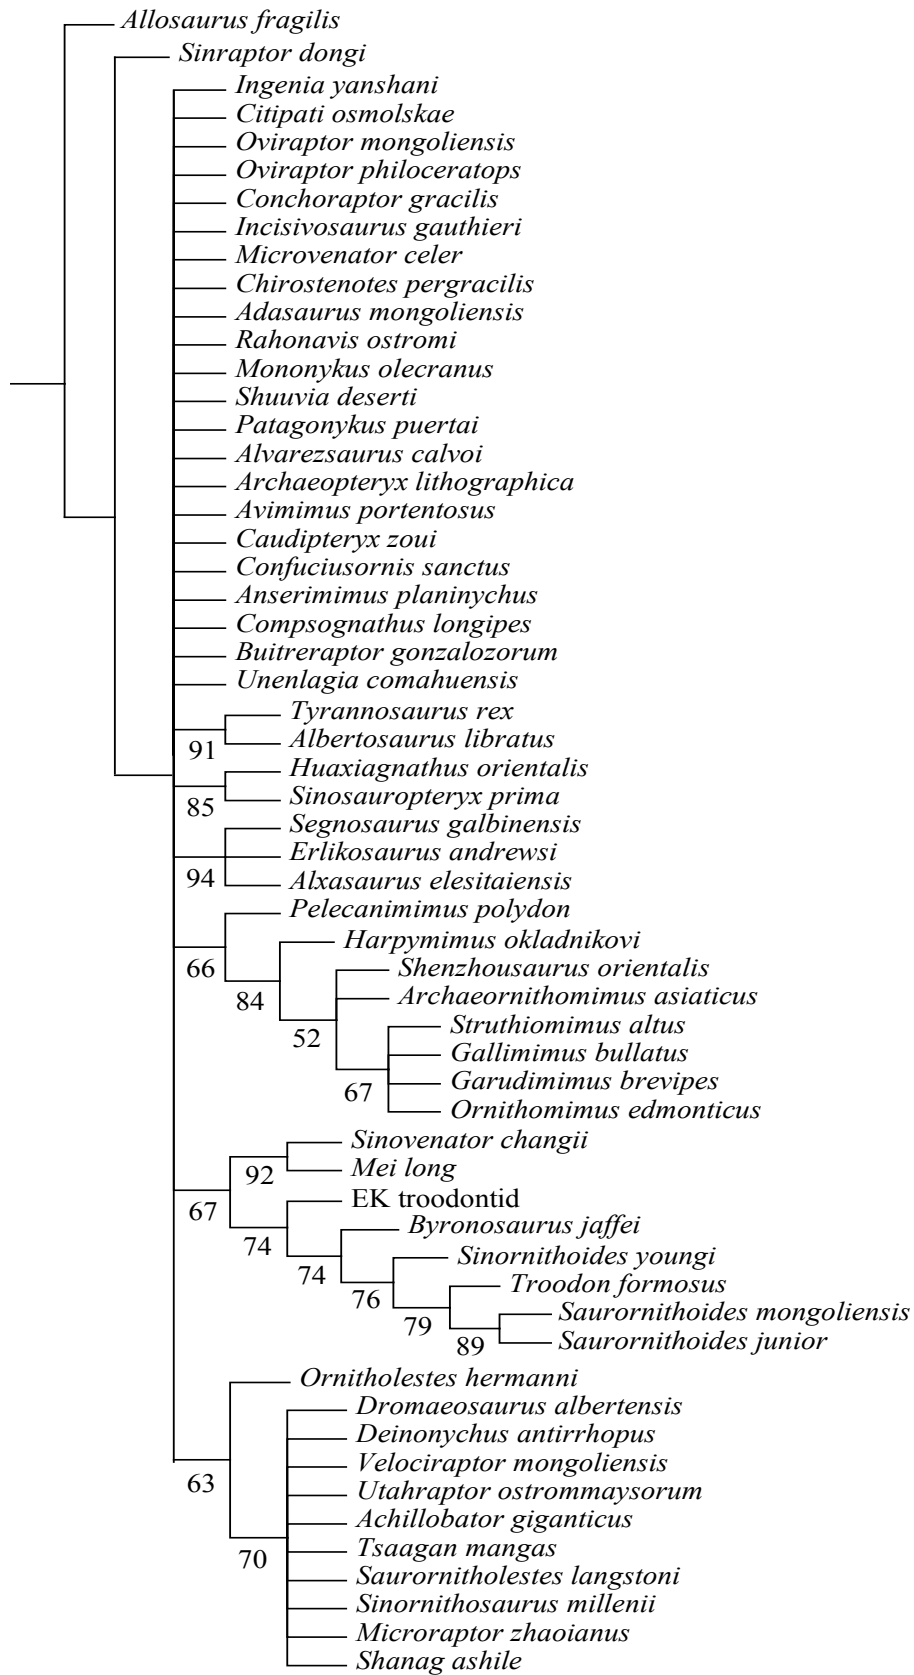 Allosaurus fragilis
Sinraptor dongi
Ingenia yanshani
Citipati osmolskae
Oviraptor mongoliensis
Oviraptor philoceratops
Conchoraptor gracilis
Incisivosaurus gauthieri
Microvenator celer
Chirostenotes pergracilis
Adasaurus mongoliensis
Rahonavis ostromi
Mononykus olecranus
Shuuvia deserti
Patagonykus puertai
Alvarezsaurus calvoi
Archaeopteryx lithographica
Avimimus portentosus
Caudipteryx zoui
Confuciusornis sanctus
Anserimimus planinychus
Compsognathus longipes
Buitreraptor gonzalozorum
Unenlagia comahuensis
Tyrannosaurus rex
Albertosaurus libratus
91
Huaxiagnathus orientalis
Sinosauropteryx prima
85
Segnosaurus galbinensis
Erlikosaurus andrewsi
Alxasaurus elesitaiensis
94
Pelecanimimus polydon
Harpymimus okladnikovi
66
Shenzhousaurus orientalis
84
Archaeornithomimus asiaticus
Struthiomimus altus
52
Gallimimus bullatus
Garudimimus brevipes
67
Ornithomimus edmonticus
Sinovenator changii
Mei long
92
EK troodontid
67
Byronosaurus jaffei
74
Sinornithoides youngi
74
Troodon formosus
76
Saurornithoides mongoliensis
79
Saurornithoides junior
89
Ornitholestes hermanni
Dromaeosaurus albertensis
Deinonychus antirrhopus
Velociraptor mongoliensis
63
Utahraptor ostrommaysorum
Achillobator giganticus
Tsaagan mangas
70
Saurornitholestes langstoni
Sinornithosaurus millenii
Microraptor zhaoianus
Shanag ashile